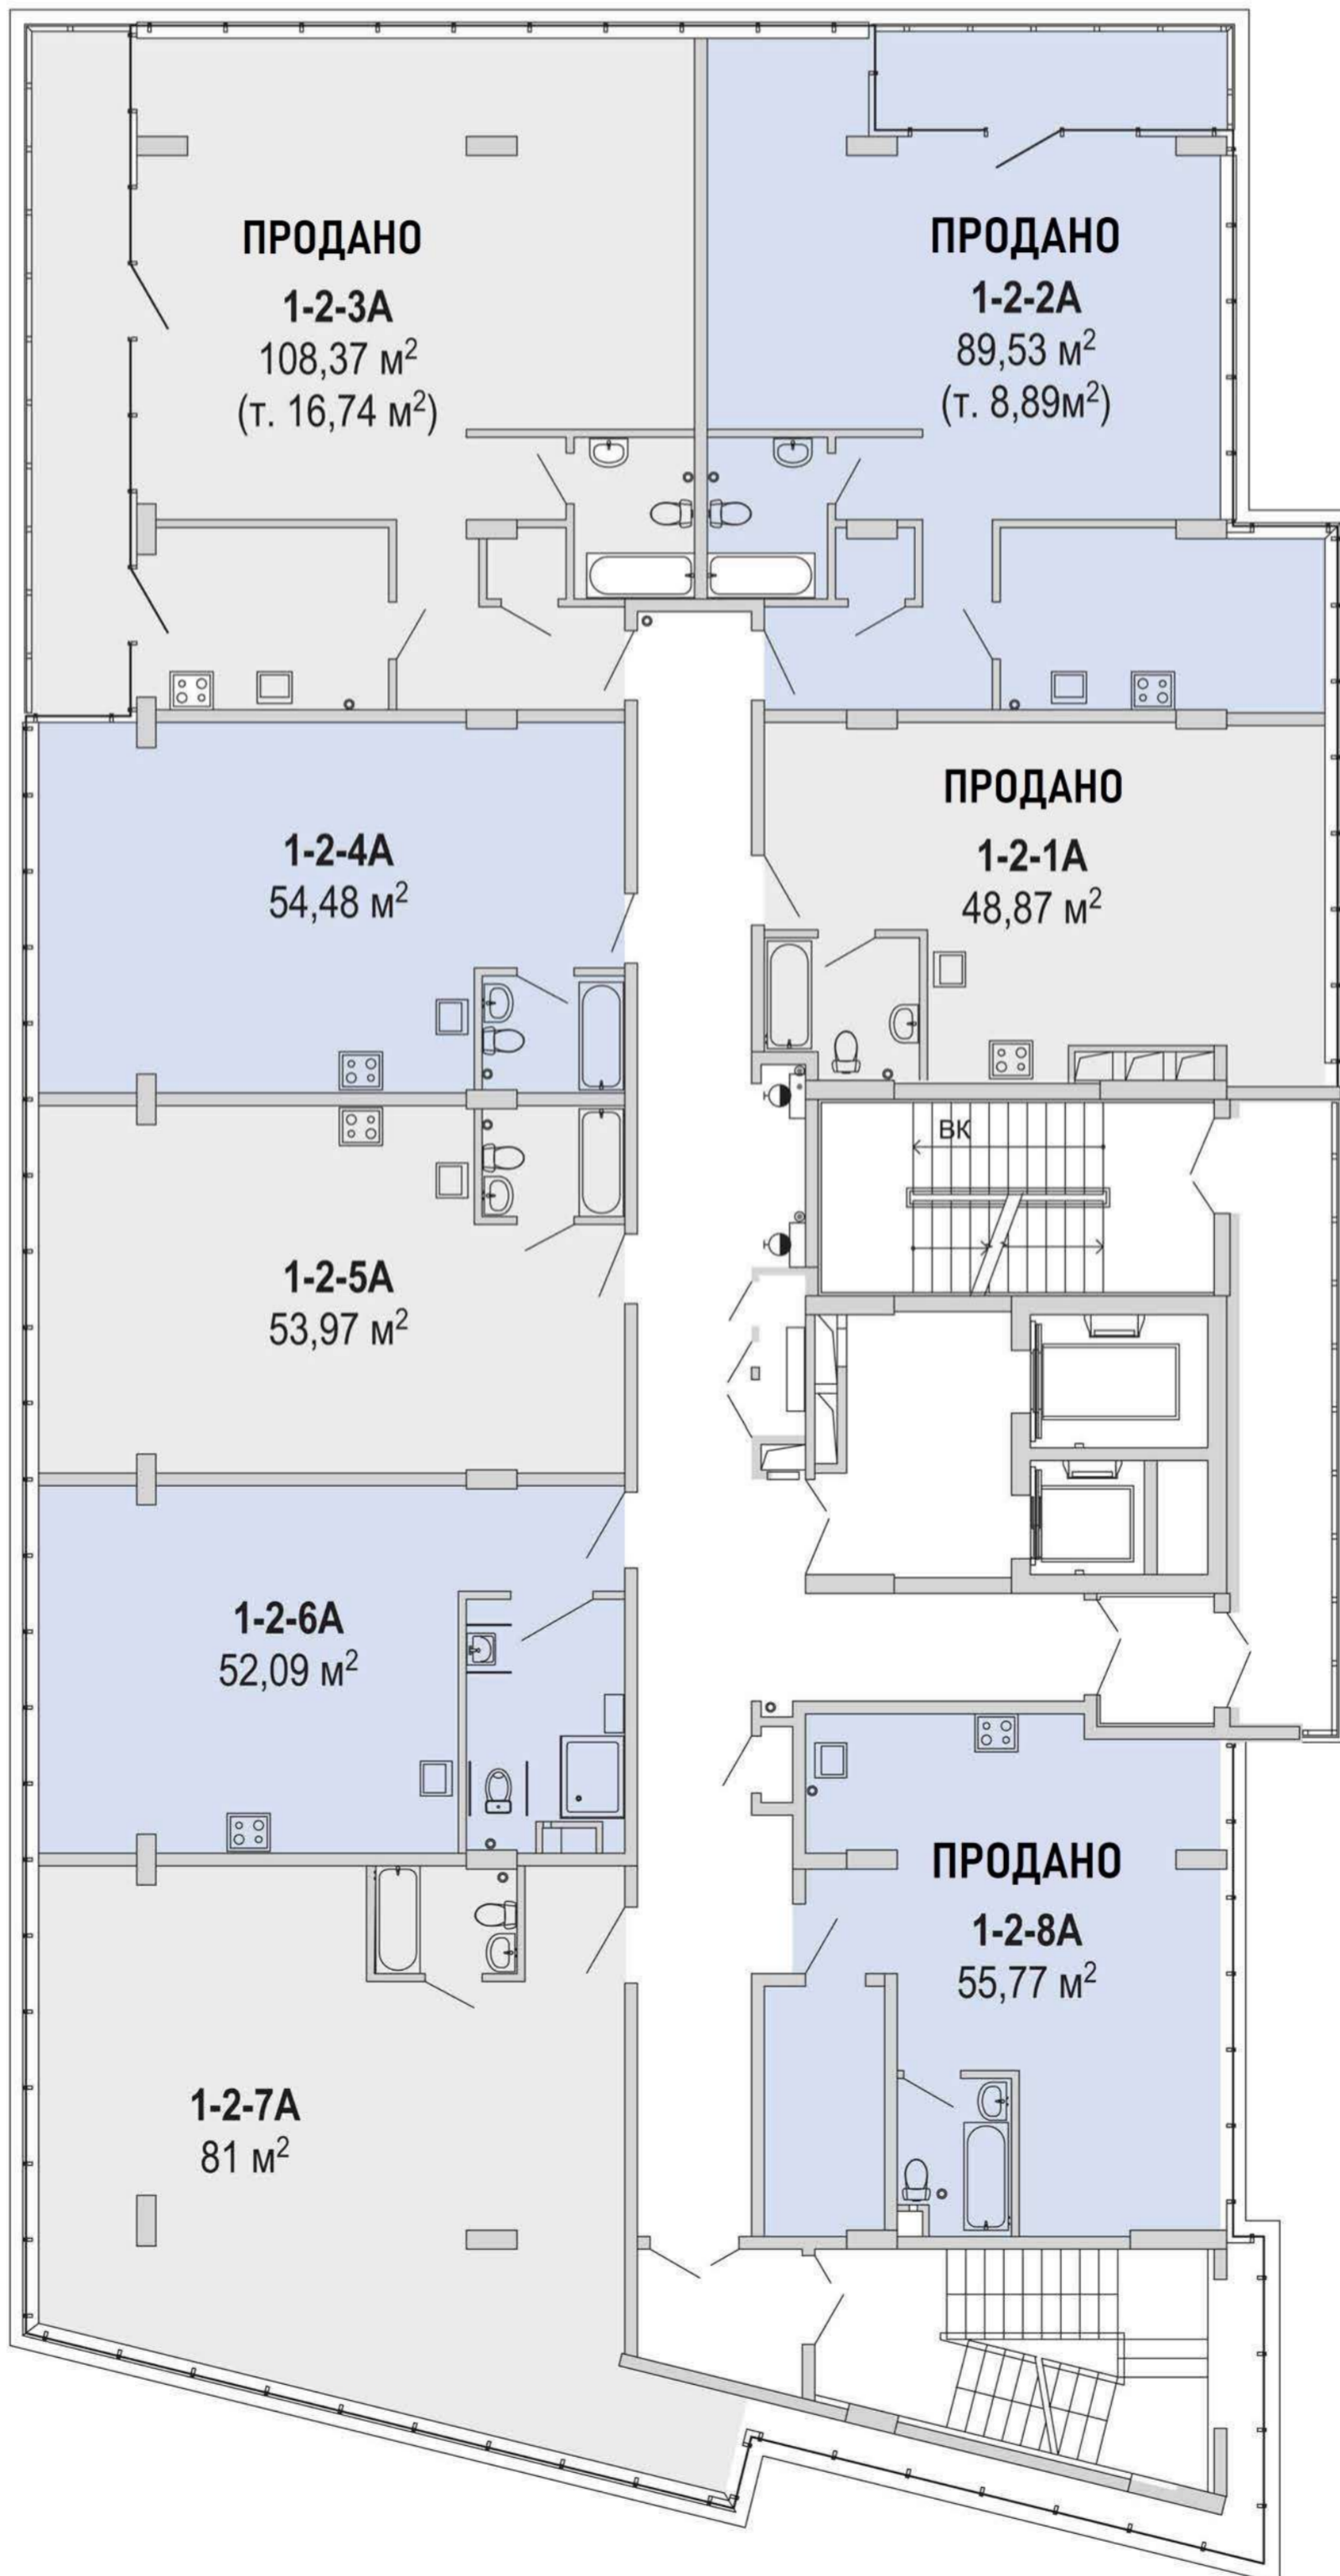 ПРОДАНО
1-2-3А
108,37 м²
(т. 16,74 м²)
ПРОДАНО
1-2-2А
89,53 м²
(т. 8,89м²)
1-2-4А
54,48 м²
ПРОДАНО
1-2-1А
48,87 м²
ВК
1-2-5А
53,97 м²
1-2-6А
52,09 м²
ПРОДАНО
1-2-8А
55,77 м²
1-2-7А
81 м²